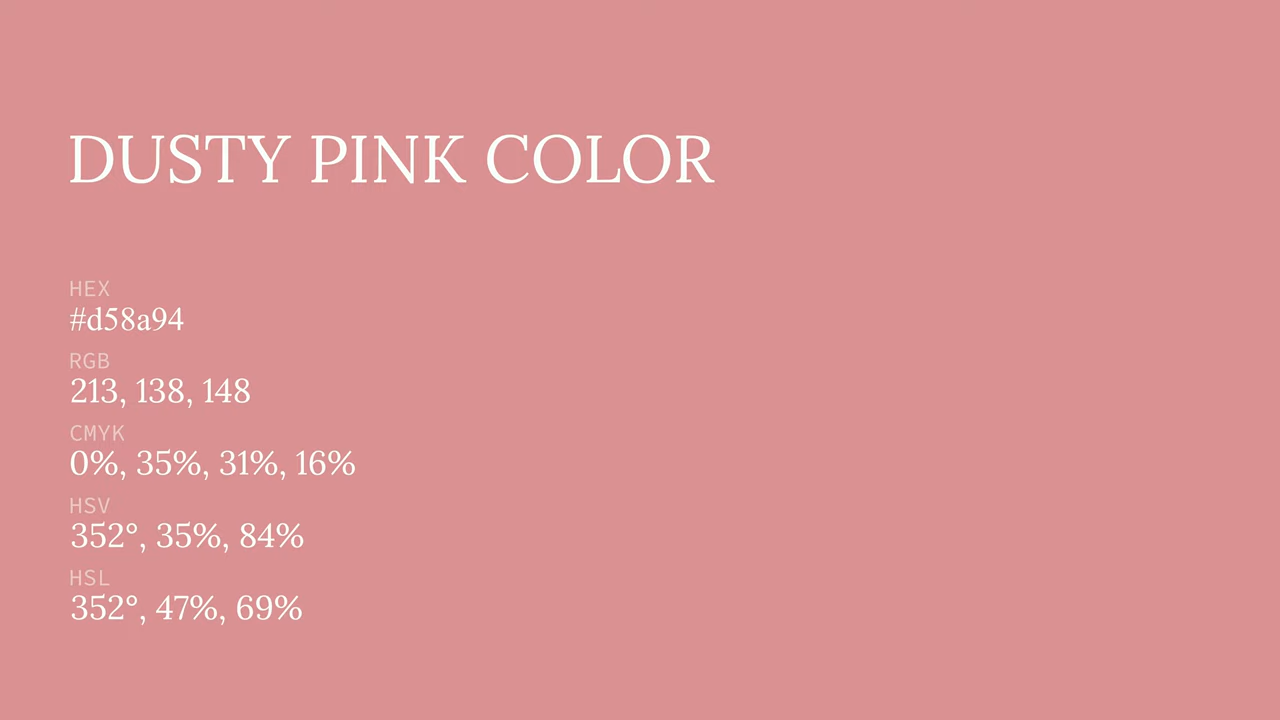 DUSTY PINK COLOR
HEX
#d58a94
RGB
213, 138, 148
CMYK
0%, 35%, 31%, 16%
HSV
352°, 35%, 84%
HSL
352°, 47%, 69%